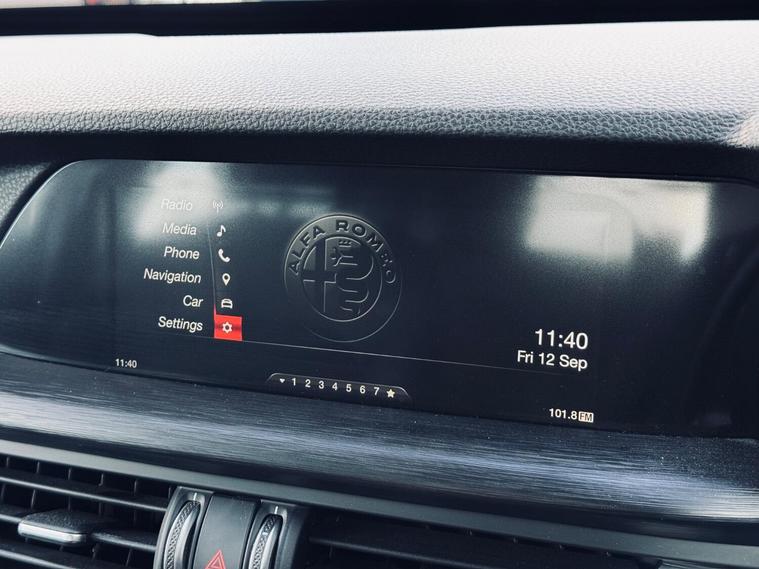 Radio
Media
Phone
Navigation
Car
Settings
ALFA ROMEO
11:40
Fri 12 Sep
11:40
1 2 3 4 5 6 7
101.8 FM